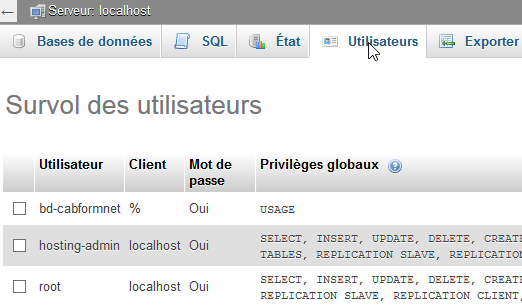 Serveur: localhost
Bases de données SQL État Utilisateurs Exporter
Survol des utilisateurs
Utilisateur Client Mot de passe Privilèges globaux
bd-cabformnet % Oui USAGE
hosting-admin localhost Oui SELECT, INSERT, UPDATE, DELETE, CREATE
TABLES, REPLICATION SLAVE, REPLICATION
root localhost Oui SELECT, INSERT, UPDATE, DELETE, CREATE
REPLICATION SLAVE, REPLICATION CLIENT,